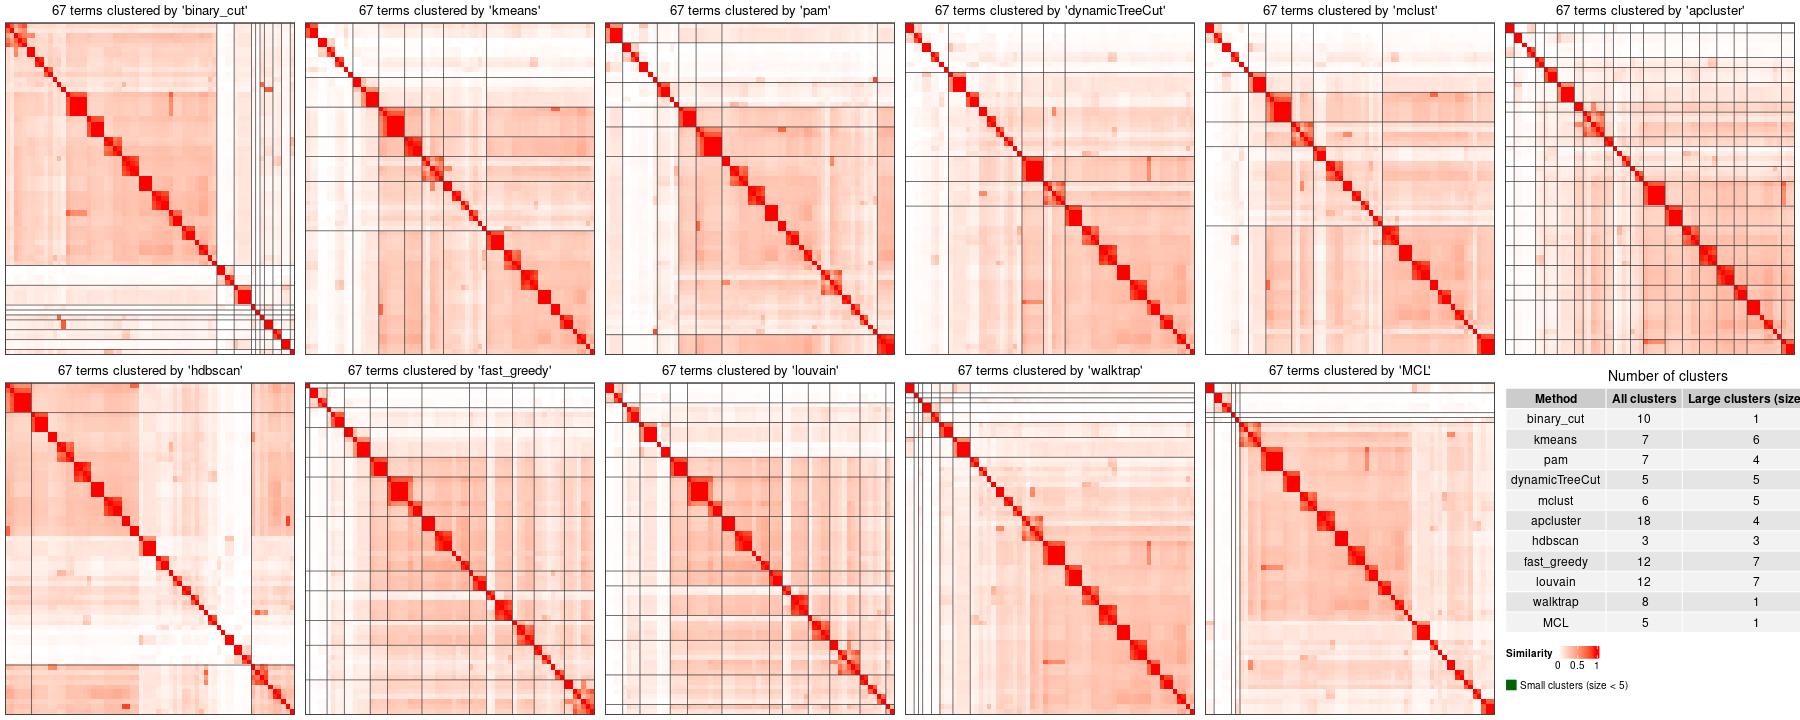 67 terms clustered by 'binary_cut'
67 terms clustered by 'kmeans'
67 terms clustered by 'pam'
67 terms clustered by 'dynamicTreeCut'
67 terms clustered by 'mclust'
67 terms clustered by 'apcluster'
67 terms clustered by 'hdbscan'
67 terms clustered by 'fast_greedy'
67 terms clustered by 'louvain'
67 terms clustered by 'walktrap'
67 terms clustered by 'MCL'
Number of clusters
Method All clusters Large clusters (size
binary_cut 10 1
kmeans 7 6
pam 7 4
dynamicTreeCut 5 5
mclust 6 5
apcluster 18 4
hdbscan 3 3
fast_greedy 12 7
louvain 12 7
walktrap 8 1
MCL 5 1
Similarity
0 0.5 1
Small clusters (size < 5)